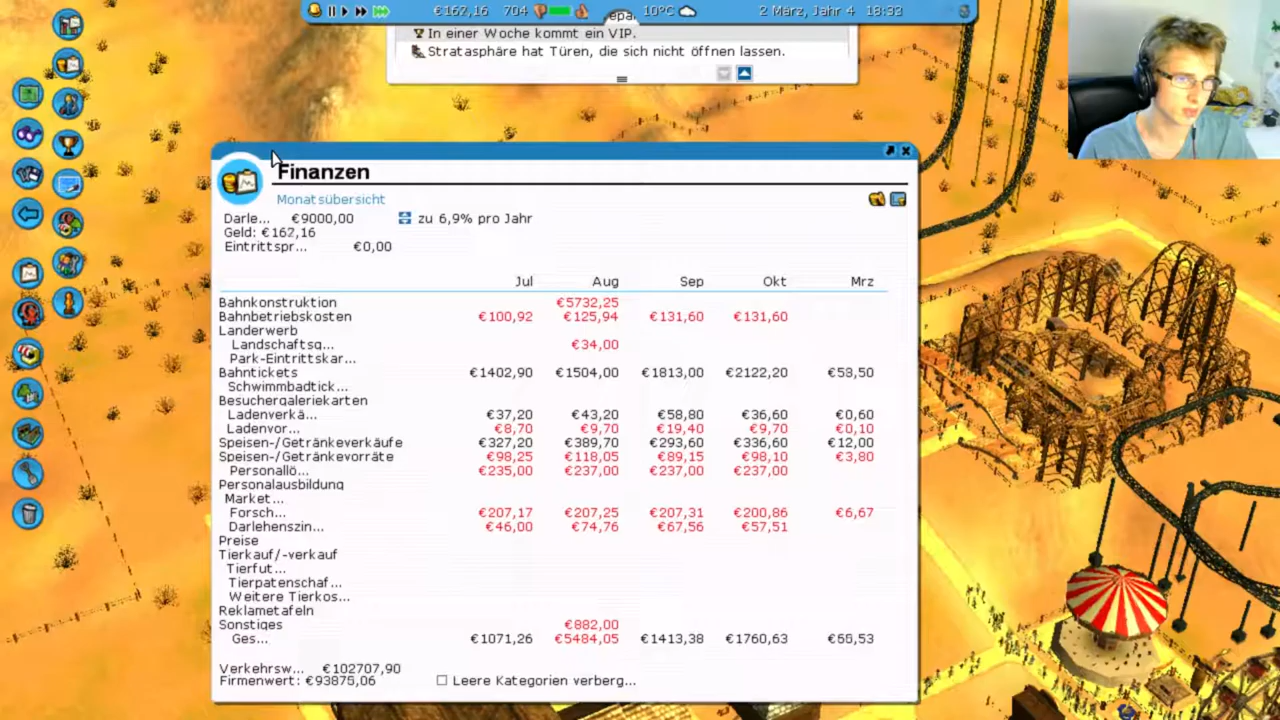 €162,16 704 10ºC 2 März, Jahr 4 18:33
In einer Woche kommt ein VIP.
Stratasphäre hat Türen, die sich nicht öffnen lassen.
Finanzen
Monatsübersicht
Darle... €9000,00 zu 6,9% pro Jahr
Geld: €162,16
Eintrittspr... €0,00
Jul Aug Sep Okt Mrz
Bahnkonstruktion €5732,25
Bahnbetriebskosten €100,92 €125,94 €131,60 €131,60
Landerwerb
Landschaftsg... €34,00
Park-Eintrittskar...
Bahntickets €1402,90 €1504,00 €1813,00 €2122,20 €58,50
Schwimmbadtick...
Besuchergaleriekarten
Ladenverkä... €37,20 €43,20 €58,80 €36,60 €0,60
Ladenvor... €8,70 €9,70 €19,40 €9,70 €0,10
Speisen-/Getränkeverkäufe €327,20 €389,70 €293,60 €336,60 €12,00
Speisen-/Getränkevorräte €98,25 €118,05 €89,15 €98,10 €3,80
Personallö... €235,00 €237,00 €237,00 €237,00
Personalausbildung
Market...
Forsch... €207,17 €207,25 €207,31 €200,86 €6,67
Darlehenszin... €46,00 €74,76 €67,56 €57,51
Preise
Tierkauf/-verkauf
Tierfut...
Tierpatenschaf...
Weitere Tierkos...
Reklametafeln
Sonstiges €882,00
Ges... €1071,26 €5484,05 €1413,38 €1760,63
Verkehrsw... €102707,90
Firmenwert: €93875,06 Leere Kategorien verberg...